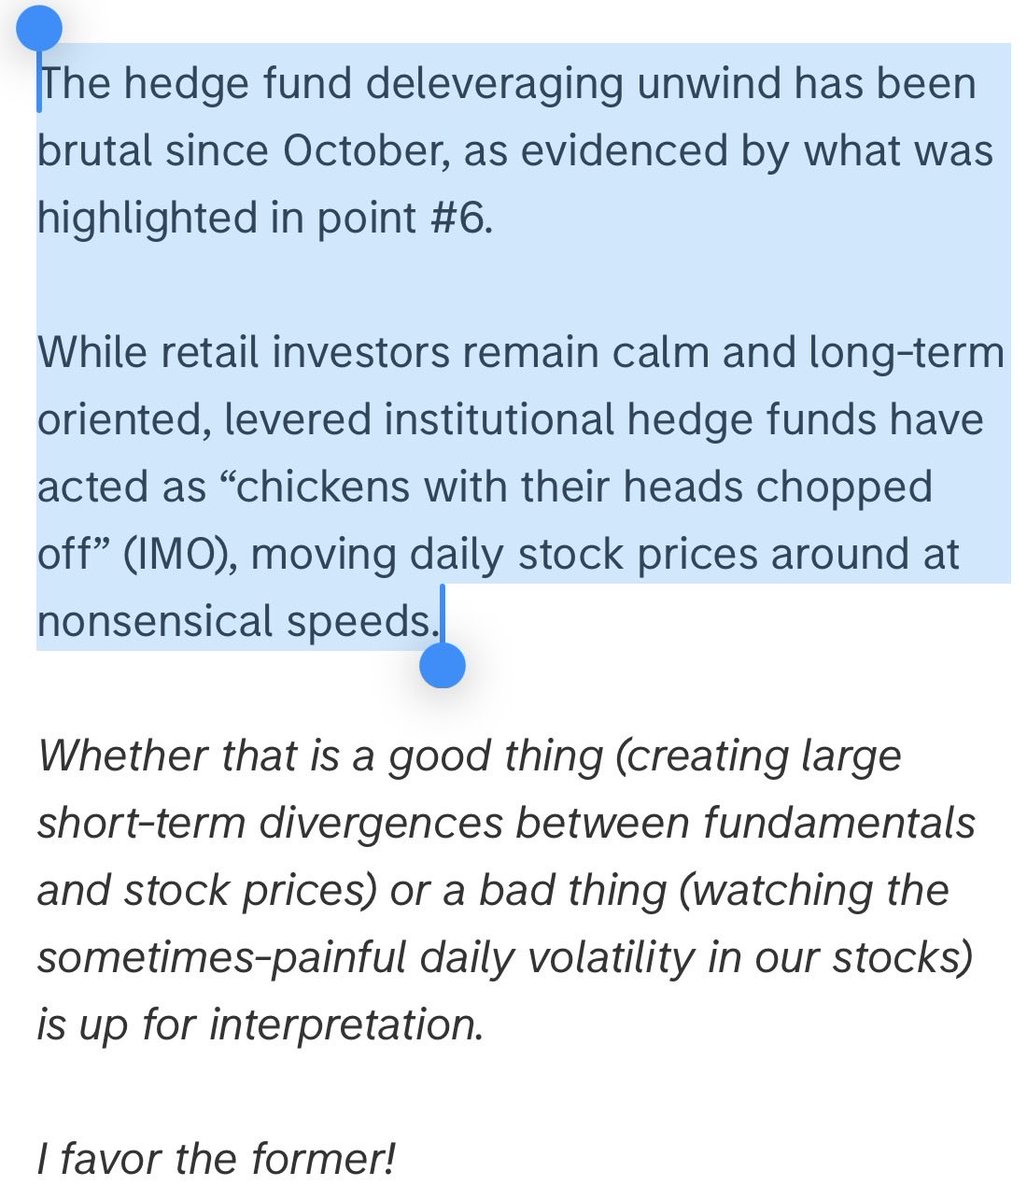 The hedge fund deleveraging unwind has been
brutal since October, as evidenced by what was
highlighted in point #6.
While retail investors remain calm and long-term
oriented, levered institutional hedge funds have
acted as “chickens with their heads chopped
off” (IMO), moving daily stock prices around at
nonsensical speeds.
Whether that is a good thing (creating large
short-term divergences between fundamentals
and stock prices) or a bad thing (watching the
sometimes-painful daily volatility in our stocks)
is up for interpretation.
I favor the former!